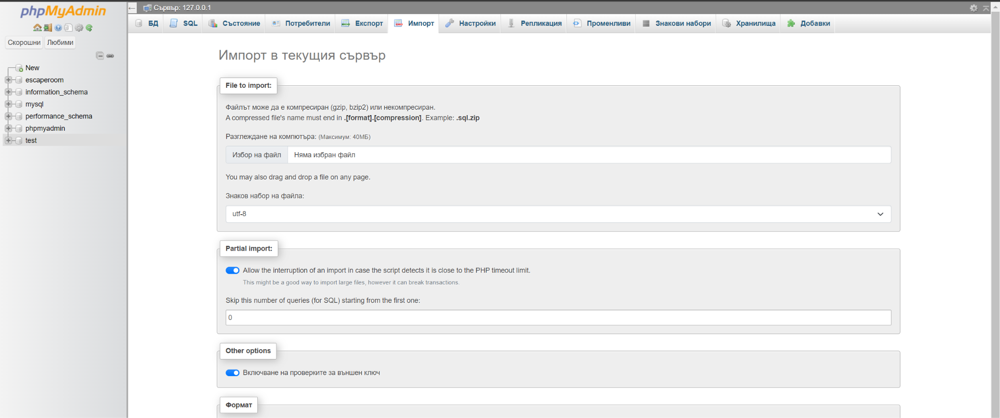 phpMyAdmin
Скорошни Любими
New
escaperoom
information_schema
mysql
performance_schema
phpmyadmin
test
Сървър: 127.0.0.1
БД SQL Състояние Потребители Експорт Импорт Настройки Репликация Променливи Знакови набори Хранилища Добавки
Импорт в текущия сървър
File to import:
Файлът може да е компресиран (gzip, bzip2) или некомпресиран.
A compressed file's name must end in .[format].[compression]. Example: .sql.zip
Разглеждане на компютъра: (Максимум: 40МБ)
Избор на файл Няма избран файл
You may also drag and drop a file on any page.
Знаков набор на файла:
utf-8
Partial import:
Allow the interruption of an import in case the script detects it is close to the PHP timeout limit.
This might be a good way to import large files, however it can break transactions.
Skip this number of queries (for SQL) starting from the first one:
0
Other options
Включване на проверките за външен ключ
Формат